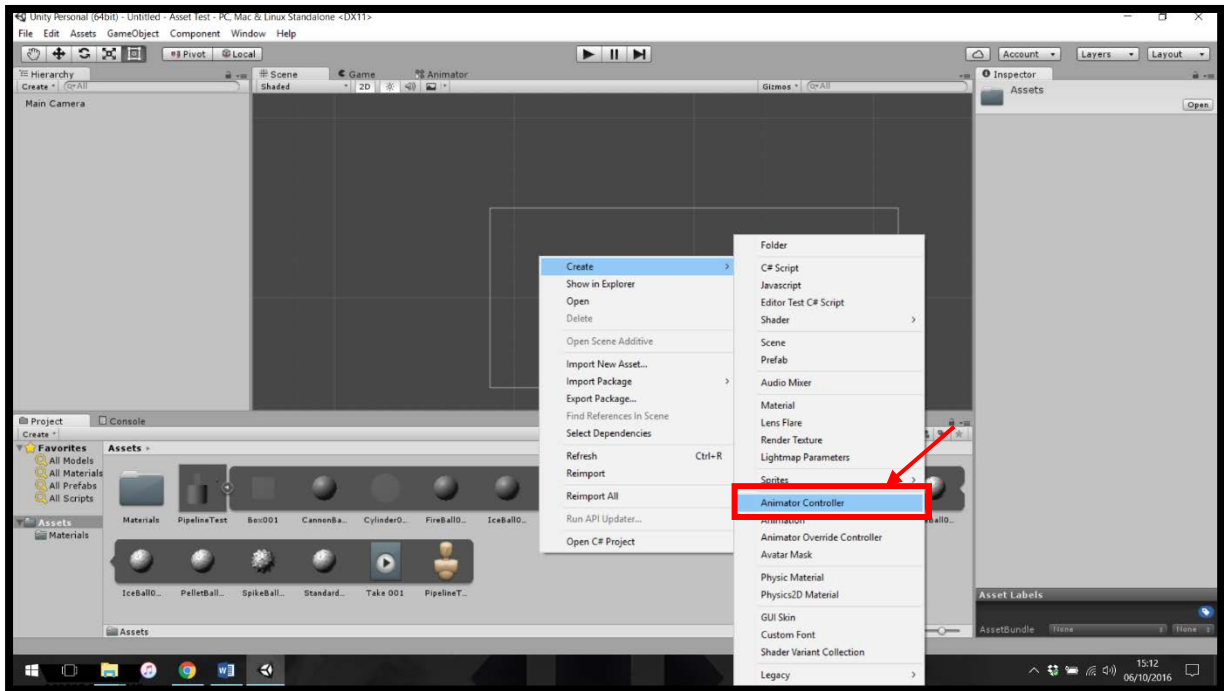 Unity Personal (64bit) - Untitled - Asset Test - PC, Mac & Linux Standalone <DX11>
File Edit Assets GameObject Component Window Help
Pivot Local Account Layers Layout
Hierarchy Scene Game Animator Inspector
Create All Shaded 2D Gizmos All
Assets
Open
Main Camera
Create
Show in Explorer
Open
Delete
Open Scene Additive
Import New Asset...
Import Package
Export Package...
Find References In Scene
Select Dependencies
Refresh Ctrl+R
Reimport
Reimport All
Run API Updater...
Open C# Project
Folder
C# Script
Javascript
Editor Test C# Script
Shader
Scene
Prefab
Audio Mixer
Material
Lens Flare
Render Texture
Lightmap Parameters
Sprites
Animator Controller
Animation
Animator Override Controller
Avatar Mask
Physic Material
Physics2D Material
GUI Skin
Custom Font
Shader Variant Collection
Legacy
Project Console
Create
Favorites
All Models
All Materials
All Prefabs
All Scripts
Assets
Materials
Assets
Materials PipelineTest Box001 CannonBa... Cylinder0... FireBall0... IceBall0...
IceBall0... PelletBall... SpikeBall... Standard... Take 001 PipelineT...
Assets
Asset Labels
AssetBundle None None
15:12
06/10/2016